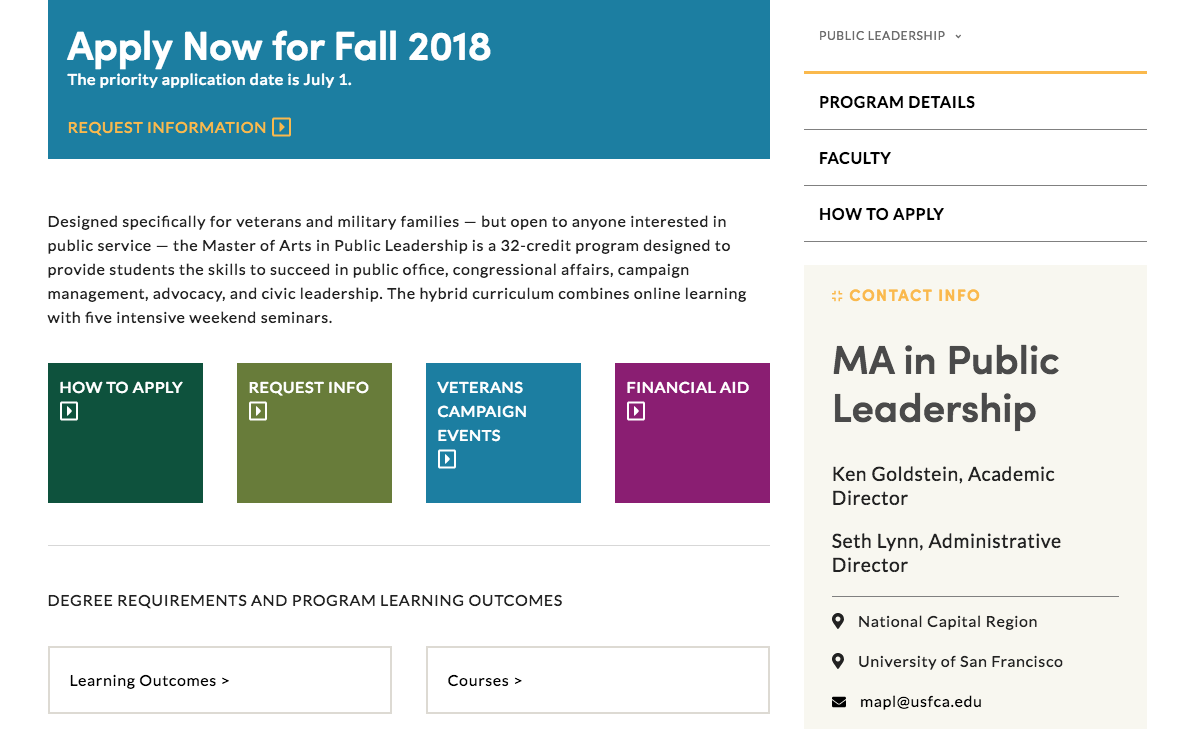 Apply Now for Fall 2018
The priority application date is July 1.
REQUEST INFORMATION
Designed specifically for veterans and military families — but open to anyone interested in
public service — the Master of Arts in Public Leadership is a 32-credit program designed to
provide students the skills to succeed in public office, congressional affairs, campaign
management, advocacy, and civic leadership. The hybrid curriculum combines online learning
with five intensive weekend seminars.
HOW TO APPLY
REQUEST INFO
VETERANS
CAMPAIGN
EVENTS
FINANCIAL AID
DEGREE REQUIREMENTS AND PROGRAM LEARNING OUTCOMES
Learning Outcomes >
Courses >
PUBLIC LEADERSHIP
PROGRAM DETAILS
FACULTY
HOW TO APPLY
CONTACT INFO
MA in Public
Leadership
Ken Goldstein, Academic
Director
Seth Lynn, Administrative
Director
National Capital Region
University of San Francisco
mapl@usfca.edu